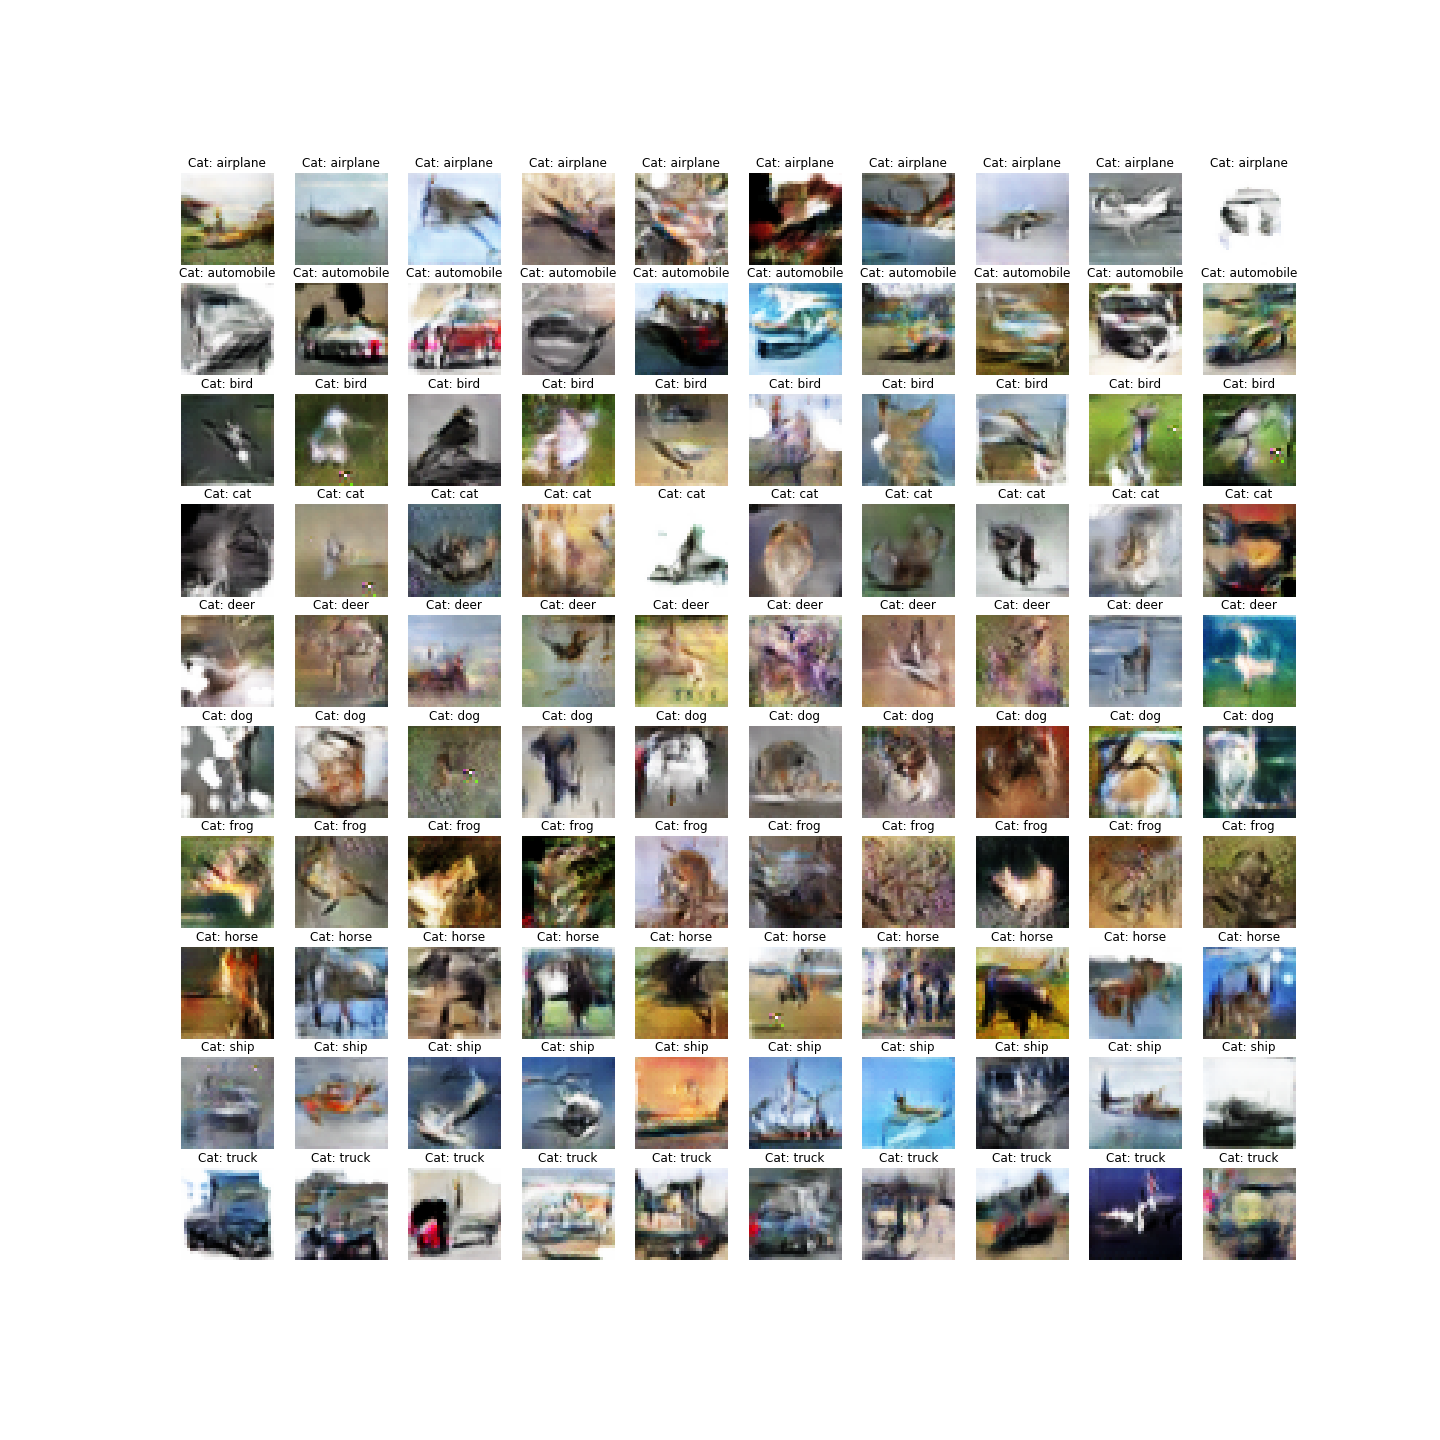 Cat: airplane Cat: airplane Cat: airplane Cat: airplane Cat: airplane Cat: airplane Cat: airplane Cat: airplane Cat: airplane Cat: airplane
Cat: automobile Cat: automobile Cat: automobile Cat: automobile Cat: automobile Cat: automobile Cat: automobile Cat: automobile Cat: automobile Cat: automobile
Cat: bird Cat: bird Cat: bird Cat: bird Cat: bird Cat: bird Cat: bird Cat: bird Cat: bird Cat: bird
Cat: cat Cat: cat Cat: cat Cat: cat Cat: cat Cat: cat Cat: cat Cat: cat Cat: cat Cat: cat
Cat: deer Cat: deer Cat: deer Cat: deer Cat: deer Cat: deer Cat: deer Cat: deer Cat: deer Cat: deer
Cat: dog Cat: dog Cat: dog Cat: dog Cat: dog Cat: dog Cat: dog Cat: dog Cat: dog Cat: dog
Cat: frog Cat: frog Cat: frog Cat: frog Cat: frog Cat: frog Cat: frog Cat: frog Cat: frog Cat: frog
Cat: horse Cat: horse Cat: horse Cat: horse Cat: horse Cat: horse Cat: horse Cat: horse Cat: horse Cat: horse
Cat: ship Cat: ship Cat: ship Cat: ship Cat: ship Cat: ship Cat: ship Cat: ship Cat: ship Cat: ship
Cat: truck Cat: truck Cat: truck Cat: truck Cat: truck Cat: truck Cat: truck Cat: truck Cat: truck Cat: truck